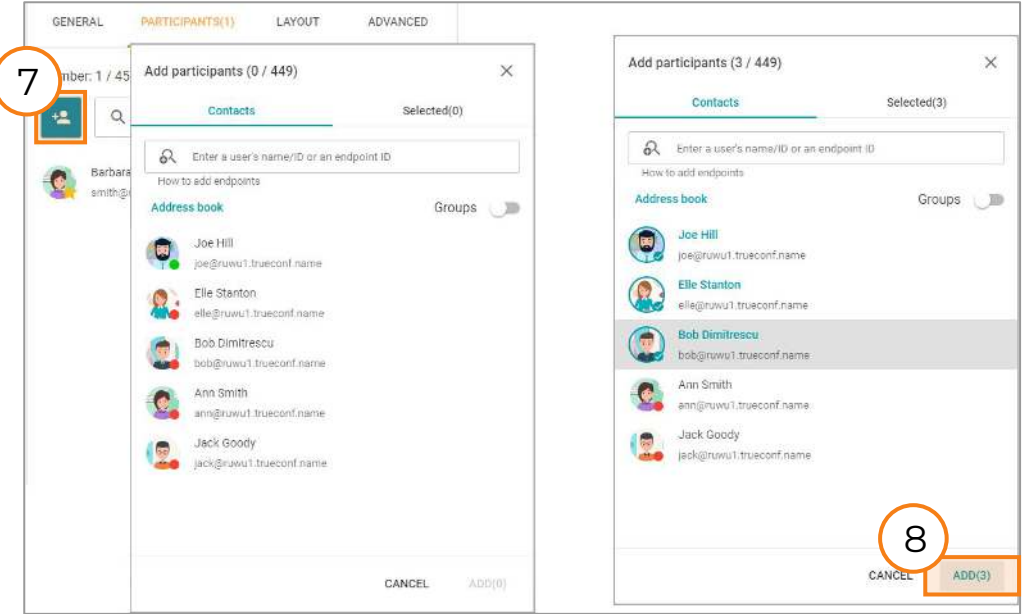 GENERAL PARTICIPANTS(1) LAYOUT ADVANCED
7
mber: 1 / 45
Barbara
smith@
Add participants (0 / 449)
Contacts Selected(0)
Enter a user's name/ID or an endpoint ID
How to add endpoints
Address book Groups
Joe Hill
joe@ruwu1.trueconf.name
Elle Stanton
elle@ruwu1.trueconf.name
Bob Dimitrescu
bob@ruwu1.trueconf.name
Ann Smith
ann@ruwu1.trueconf.name
Jack Goody
jack@ruwu1.trueconf.name
CANCEL ADD(0)
Add participants (3 / 449)
Contacts Selected(3)
Enter a user's name/ID or an endpoint ID
How to add endpoints
Address book Groups
Joe Hill
joe@ruwu1.trueconf.name
Elle Stanton
elle@ruwu1.trueconf.name
Bob Dimitrescu
bob@ruwu1.trueconf.name
Ann Smith
ann@ruwu1.trueconf.name
Jack Goody
jack@ruwu1.trueconf.name
8
CANCEL ADD(3)